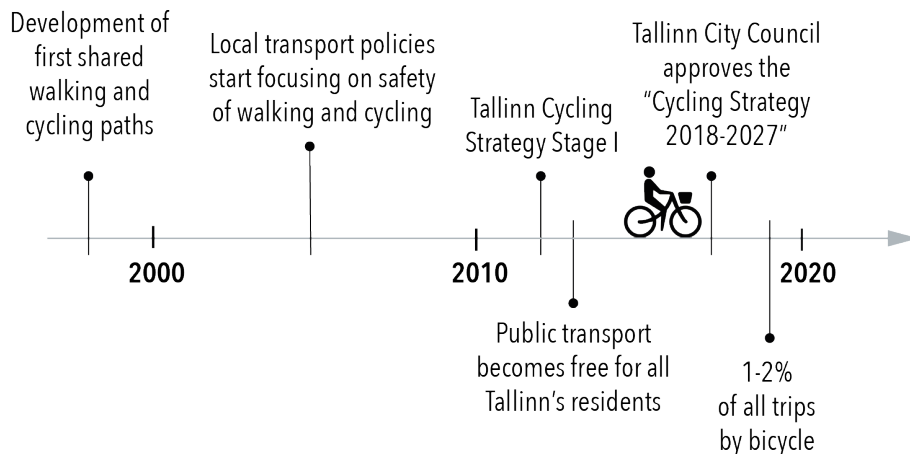 Development of
first shared
walking and
cycling paths
Local transport policies
start focusing on safety
of walking and cycling
Tallinn Cycling
Strategy Stage I
Tallinn City Council
approves the
“Cycling Strategy
2018-2027”
2000
2010
2020
Public transport
becomes free for all
Tallinn’s residents
1-2%
of all trips
by bicycle